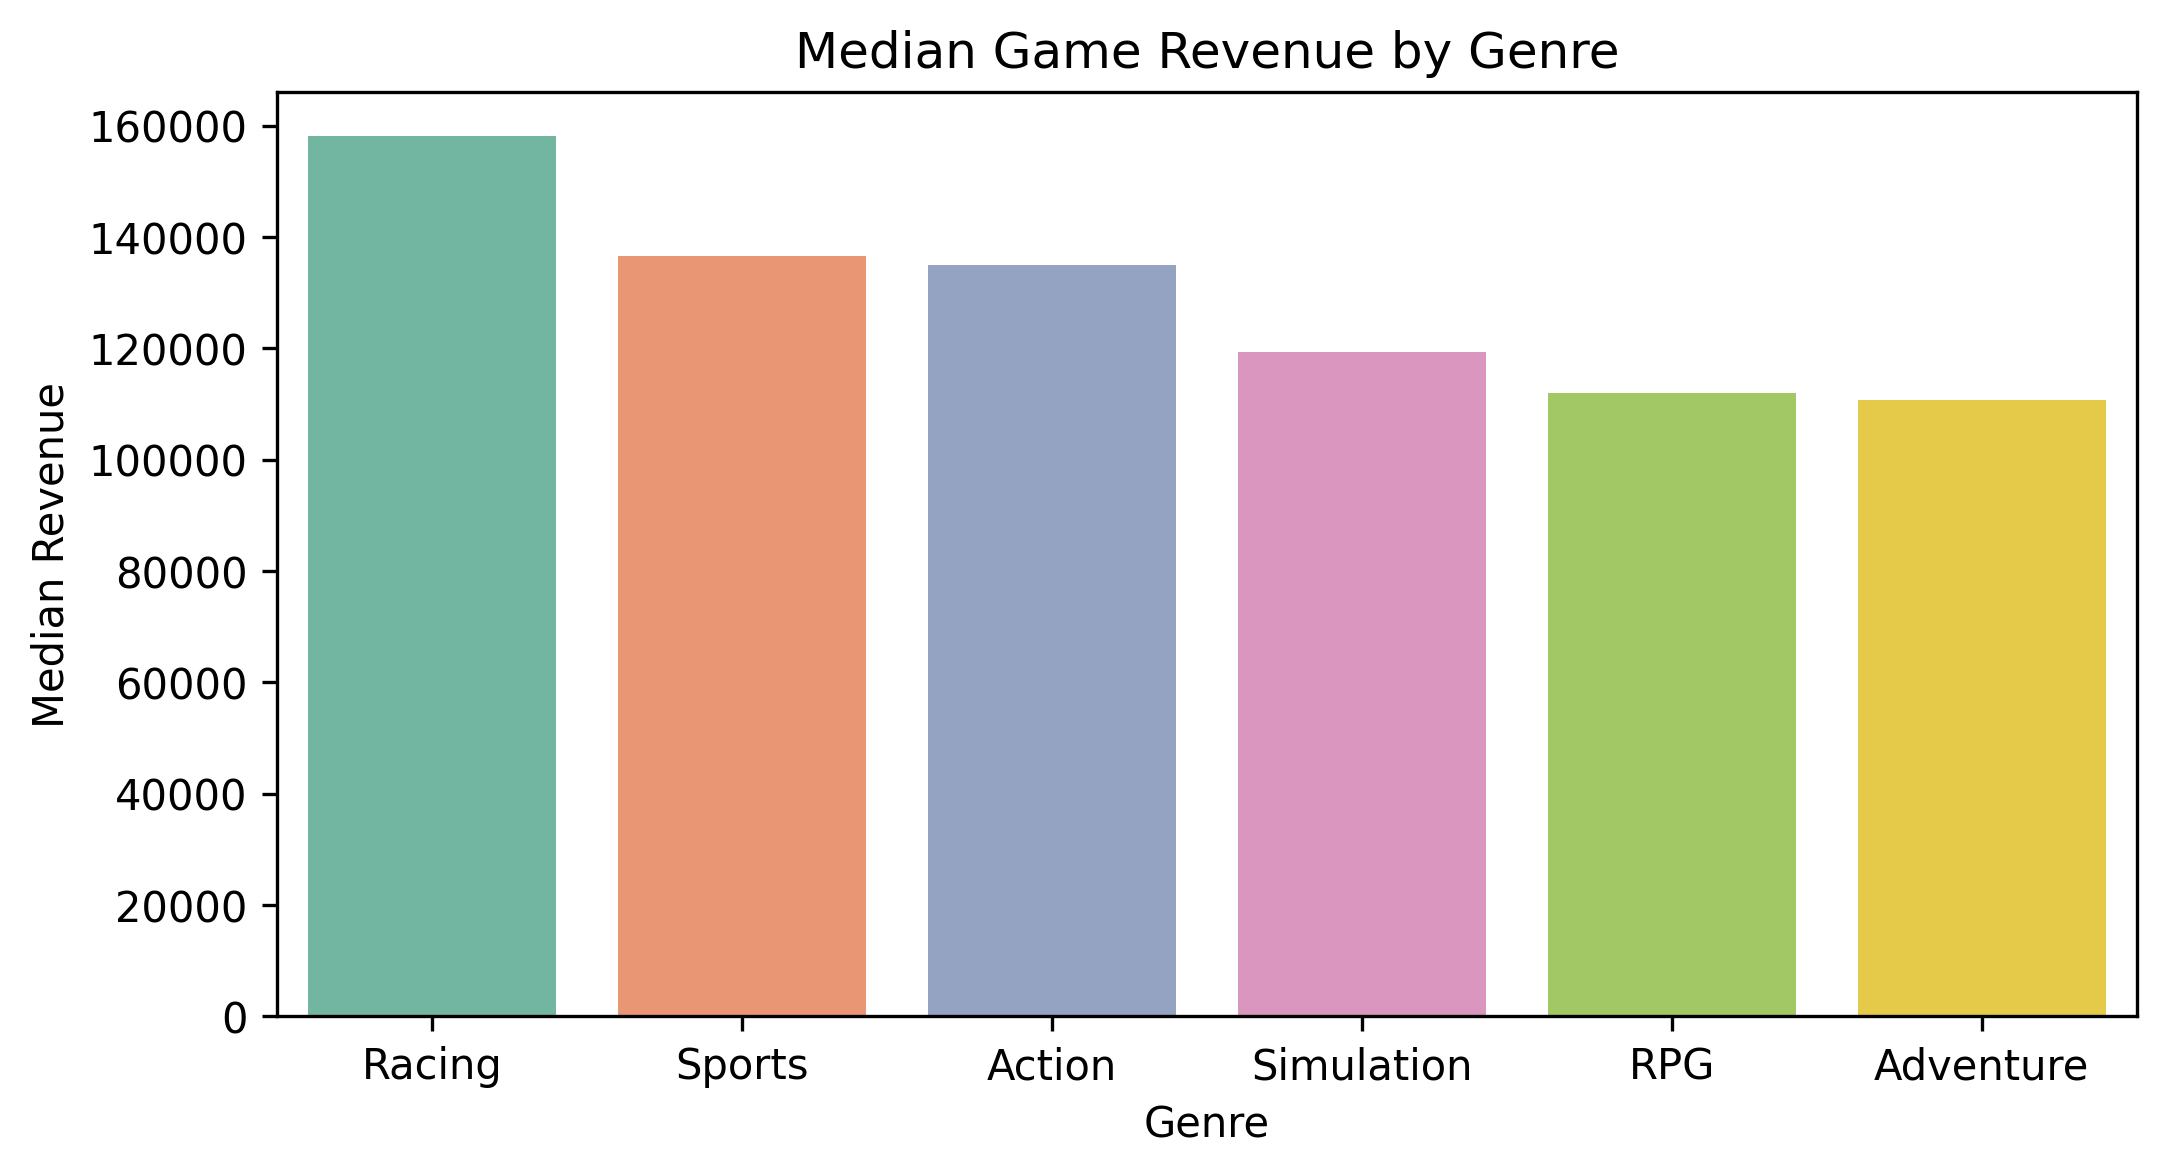 Median Game Revenue by Genre
Median Revenue
160000
140000
120000
100000
80000
60000
40000
20000
0
Racing Sports Action Simulation RPG Adventure
Genre